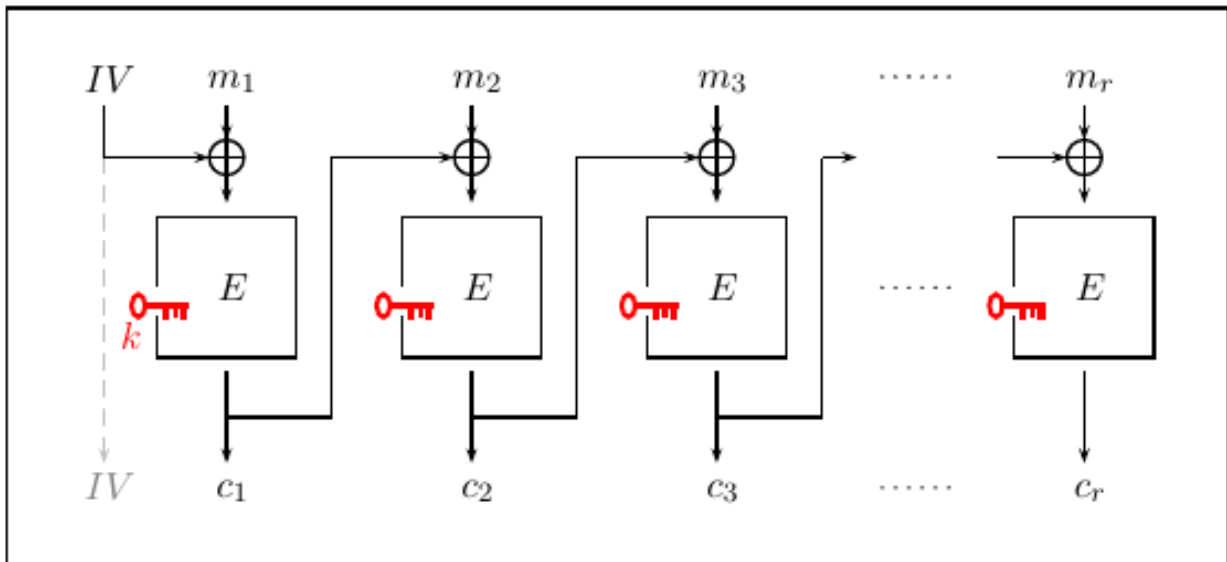 IV m₁ m₂ m₃ ...... mᵣ
E E E ...... E
k
IV c₁ c₂ c₃ ...... cᵣ